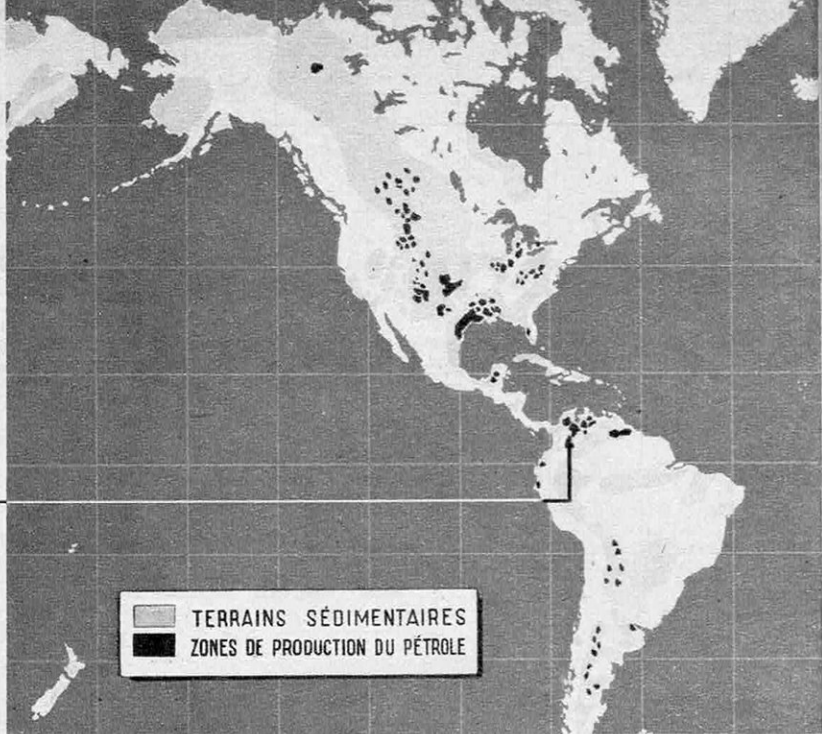 TERRAINS SÉDIMENTAIRES
ZONES DE PRODUCTION DU PÉTROLE